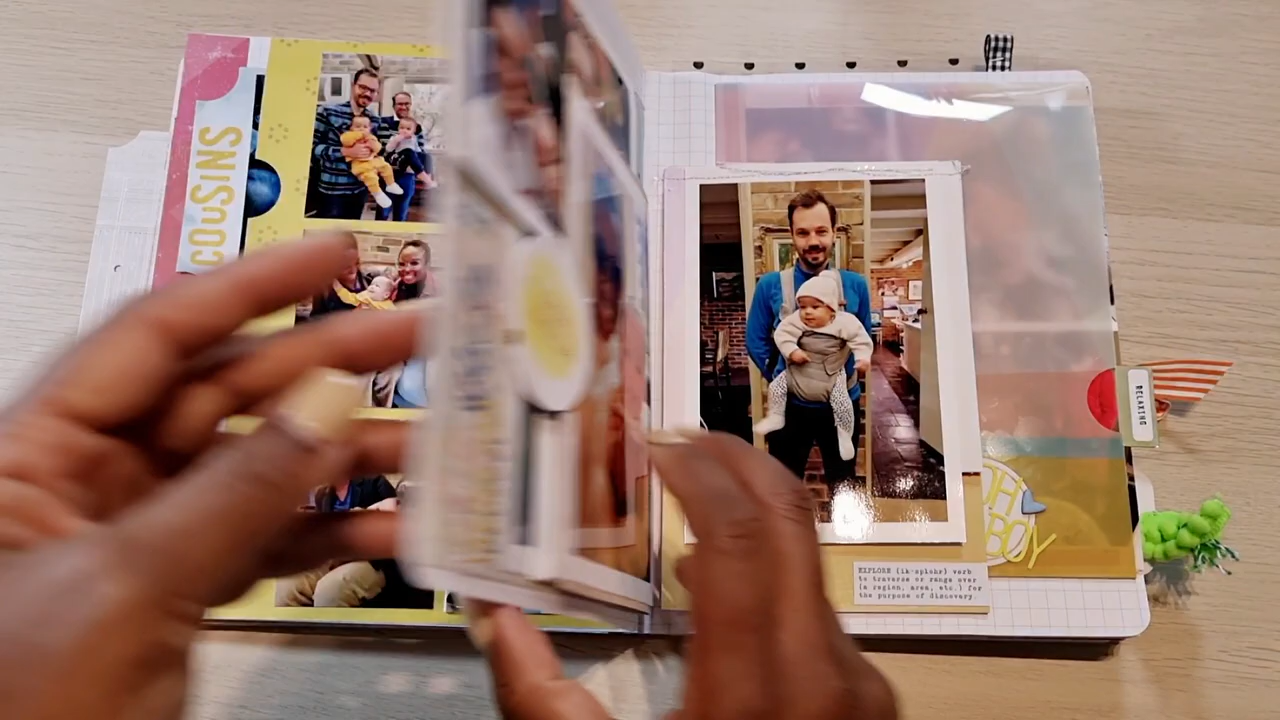 COUSINS
RELAXING
OH
BOY
EXPLORE (ik-splohr) verb
to traverse or range over
(a region, area, etc.) for
the purpose of discovery.